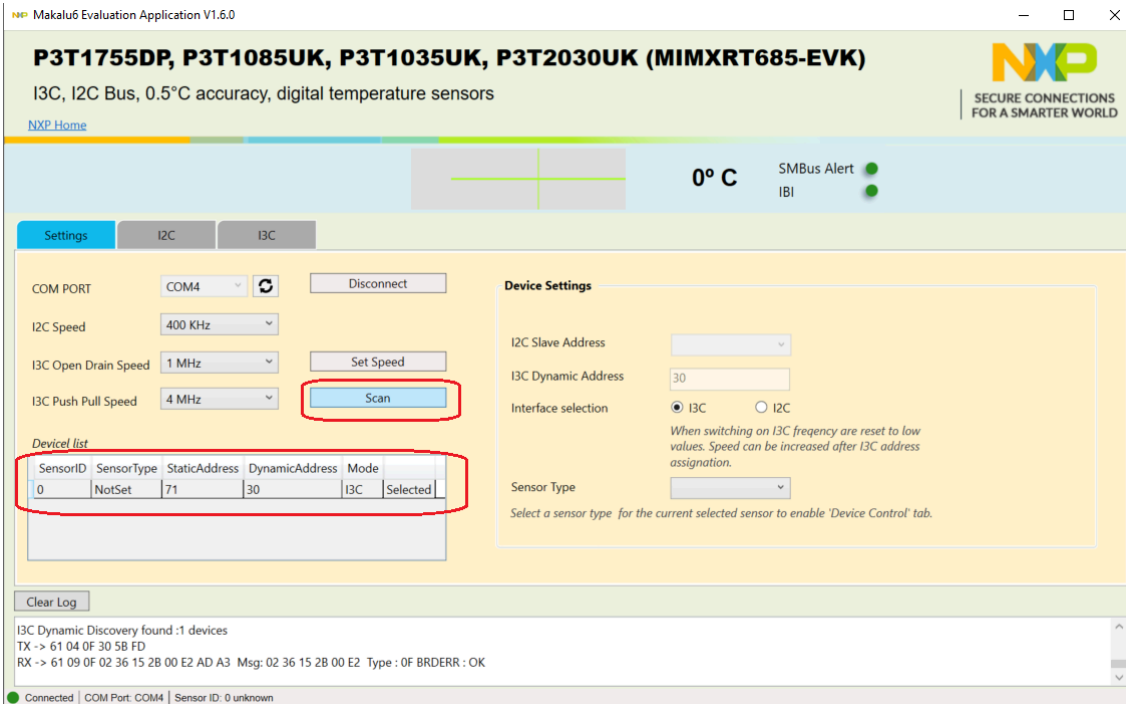 NXP Makalu6 Evaluation Application V1.6.0
P3T1755DP, P3T1085UK, P3T1035UK, P3T2030UK (MIMXRT685-EVK)
I3C, I2C Bus, 0.5°C accuracy, digital temperature sensors
NXP Home
NXP
SECURE CONNECTIONS
FOR A SMARTER WORLD
0º C
SMBus Alert
IBI
Settings I2C I3C
COM PORT COM4 Disconnect
I2C Speed 400 KHz
I3C Open Drain Speed 1 MHz Set Speed
I3C Push Pull Speed 4 MHz Scan
Devicel list
SensorID SensorType StaticAddress DynamicAddress Mode
0 NotSet 71 30 I3C Selected
Device Settings
I2C Slave Address
I3C Dynamic Address 30
Interface selection I3C I2C
When switching on I3C freqency are reset to low
values. Speed can be increased after I3C address
assignation.
Sensor Type
Select a sensor type for the current selected sensor to enable 'Device Control' tab.
Clear Log
I3C Dynamic Discovery found :1 devices
TX -> 61 04 0F 30 5B FD
RX -> 61 09 0F 02 36 15 2B 00 E2 AD A3 Msg: 02 36 15 2B 00 E2 Type : 0F BRDERR : OK
Connected COM Port: COM4 Sensor ID: 0 unknown